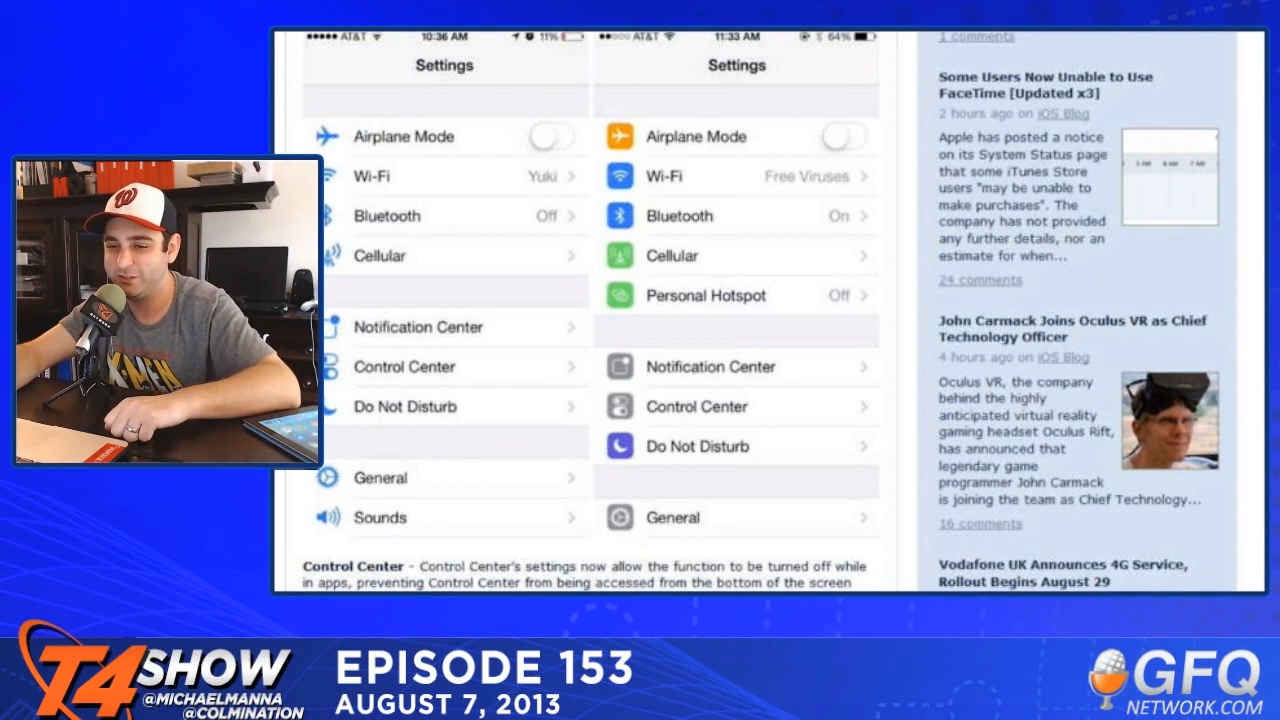 AT&T 10:36 AM 11%
Settings
Airplane Mode
Wi-Fi Yuki
Bluetooth Off
Cellular
Notification Center
Control Center
Do Not Disturb
General
Sounds
AT&T 11:33 AM 64%
Settings
Airplane Mode
Wi-Fi Free Viruses
Bluetooth On
Cellular
Personal Hotspot Off
Notification Center
Control Center
Do Not Disturb
General
Control Center - Control Center's settings now allow the function to be turned off while
in apps, preventing Control Center from being accessed from the bottom of the screen
1 comments
Some Users Now Unable to Use
FaceTime [Updated x3]
2 hours ago on iOS Blog
Apple has posted a notice
on its System Status page
that some iTunes Store
users "may be unable to
make purchases". The
company has not provided
any further details, nor an
estimate for when...
24 comments
John Carmack Joins Oculus VR as Chief
Technology Officer
4 hours ago on iOS Blog
Oculus VR, the company
behind the highly
anticipated virtual reality
gaming headset Oculus Rift,
has announced that
legendary game
programmer John Carmack
is joining the team as Chief Technology...
16 comments
Vodafone UK Announces 4G Service,
Rollout Begins August 29
W
T4
NETWORK
X-MEN
T4 SHOW
@MICHAELMANNA
@COLMINATION
EPISODE 153
AUGUST 7, 2013
GFQ
NETWORK.COM